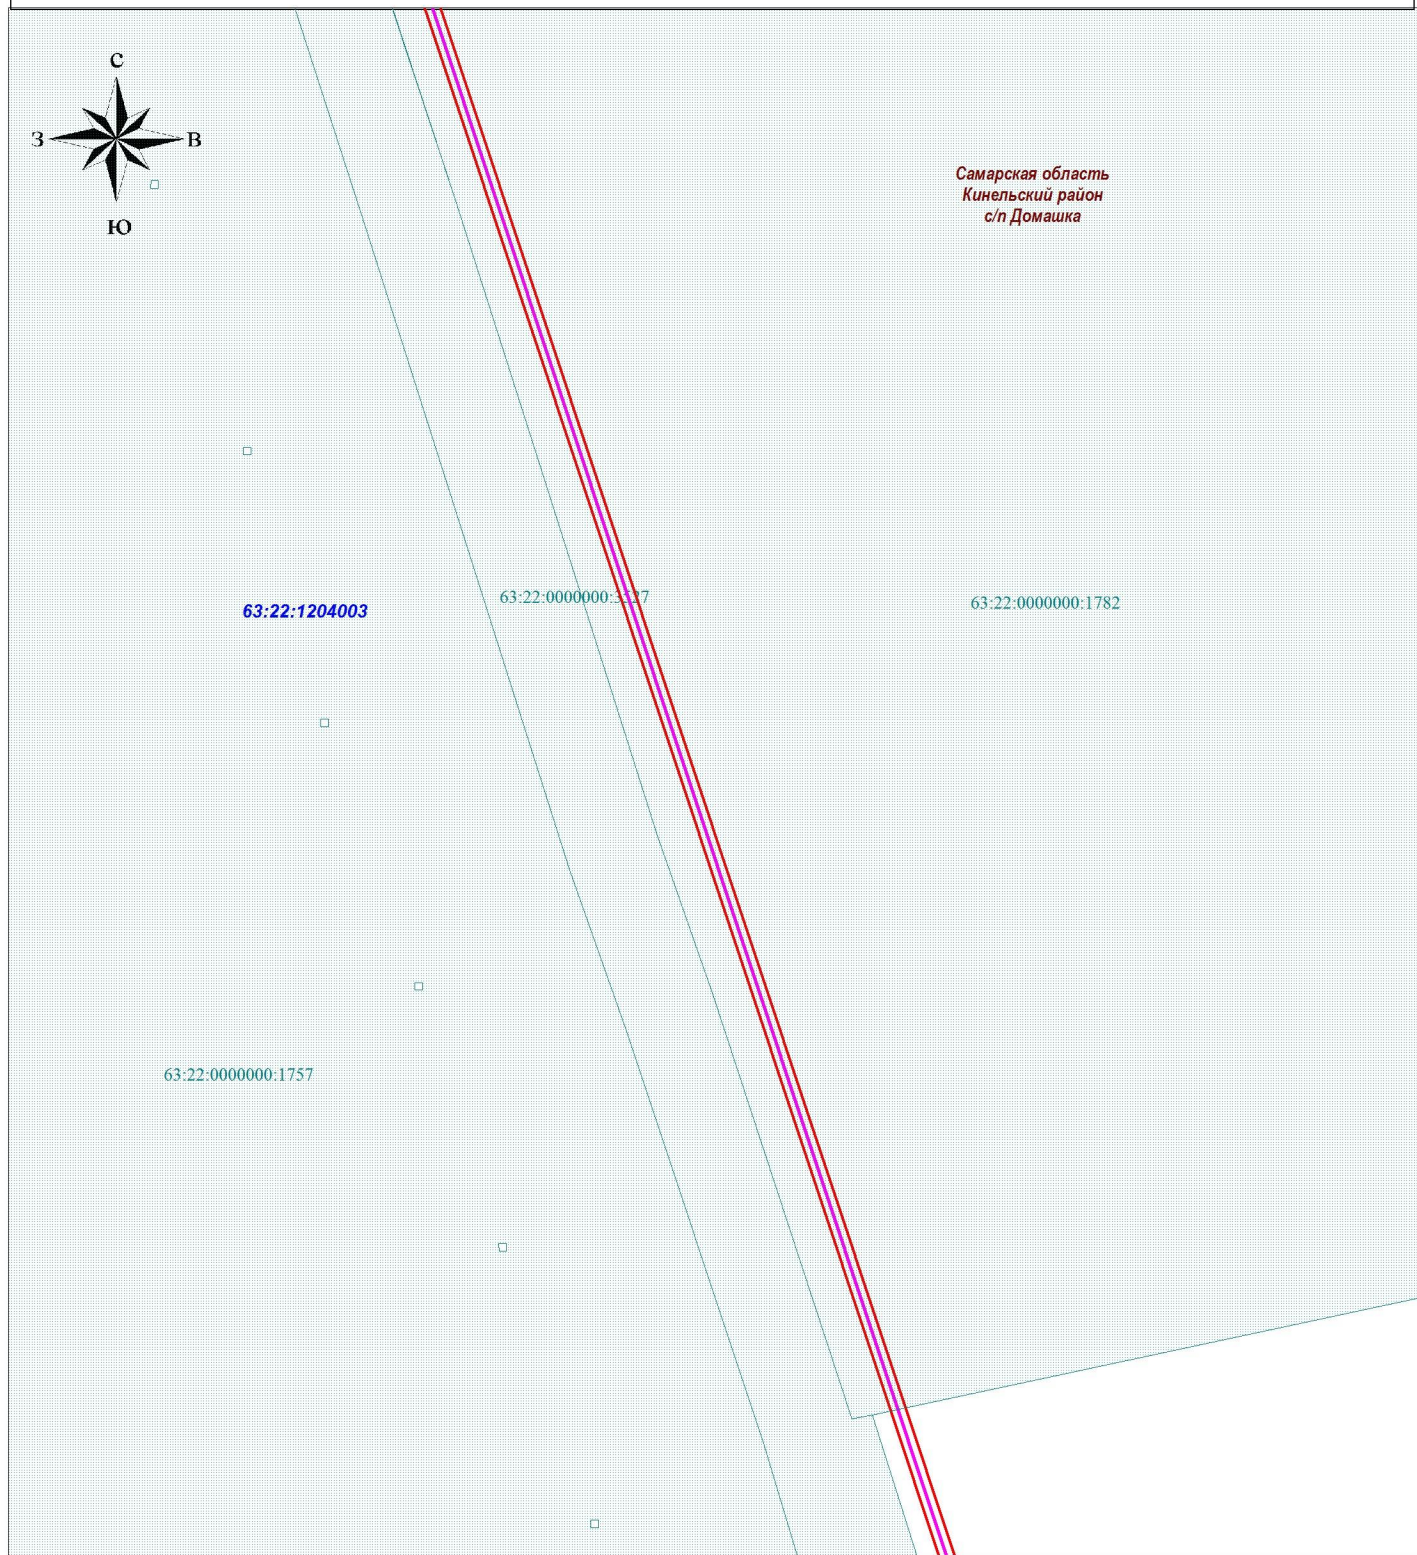 С
З
В
Ю
Самарская область
Кинельский район
с/п Домашка
63:22:1204003
63:22:0000000:1782
63:22:0000000:1757